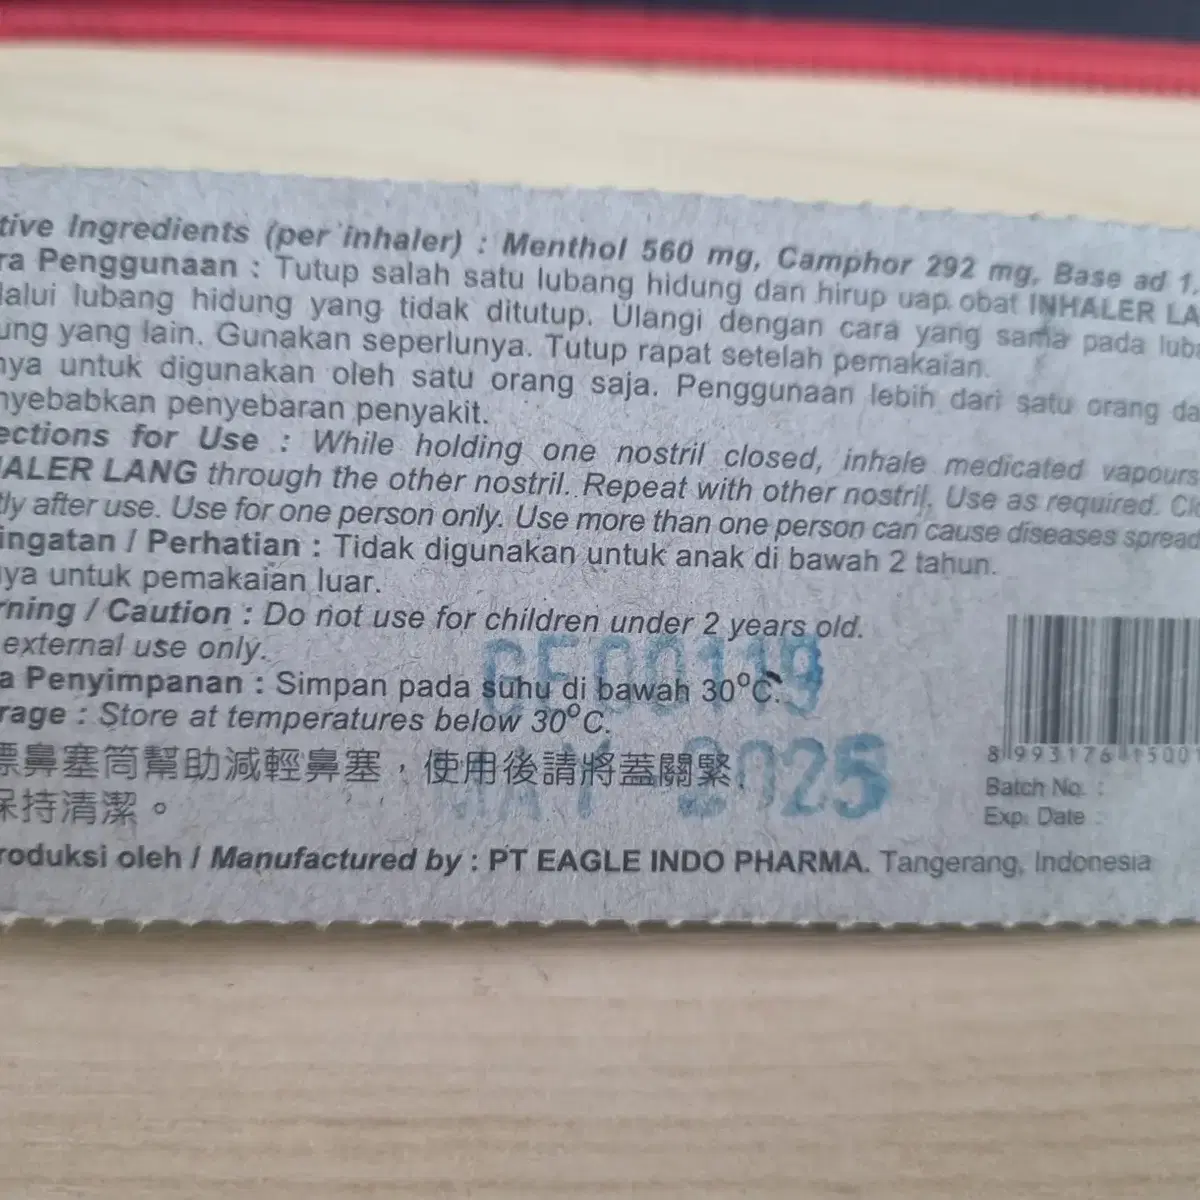 tive Ingredients (per inhaler) : Menthol 560 mg, Camphor 292 mg, Base ad 1.
ra Penggunaan : Tutup salah satu lubang hidung dan hirup uap obat INHALER LA
lalui lubang hidung yang tidak ditutup. Ulangi dengan cara yang sama pada luba
ung yang lain. Gunakan seperlunya. Tutup rapat setelah pemakaian.
nya untuk digunakan oleh satu orang saja. Penggunaan lebih dari satu orang da
nyebabkan penyebaran penyakit.
ections for Use : While holding one nostril closed, inhale medicated vapours
HALER LANG through the other nostril. Repeat with other nostril, Use as required. Clo
tly after use. Use for one person only. Use more than one person can cause diseases spread
ingatan / Perhatian : Tidak digunakan untuk anak di bawah 2 tahun.
nya untuk pemakaian luar.
rning / Caution : Do not use for children under 2 years old.
external use only.
a Penyimpanan : Simpan pada suhu di bawah 30°C.
rage : Store at temperatures below 30°C.
標鼻塞筒幫助減輕鼻塞，使用後請將蓋關緊,
保持清潔。
roduksi oleh / Manufactured by : PT EAGLE INDO PHARMA. Tangerang, Indonesia
MAY 2025
8 993176 15001
Batch No. :
Exp. Date :